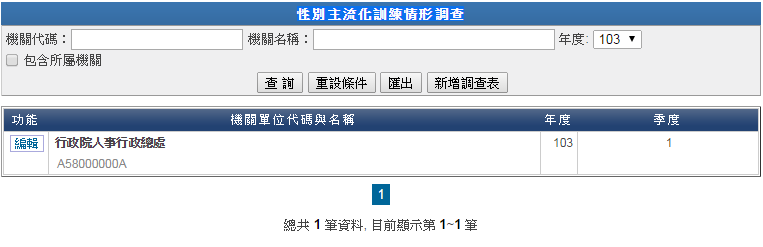 性別主流化訓練情形調查
機關代碼： 機關名稱： 年度: 103
包含所屬機關
查 詢 重設條件 匯出 新增調查表
功能 機關單位代碼與名稱 年度 季度
編輯 行政院人事行政總處 103 1
A58000000A
1
總共 1 筆資料, 目前顯示第 1~1 筆